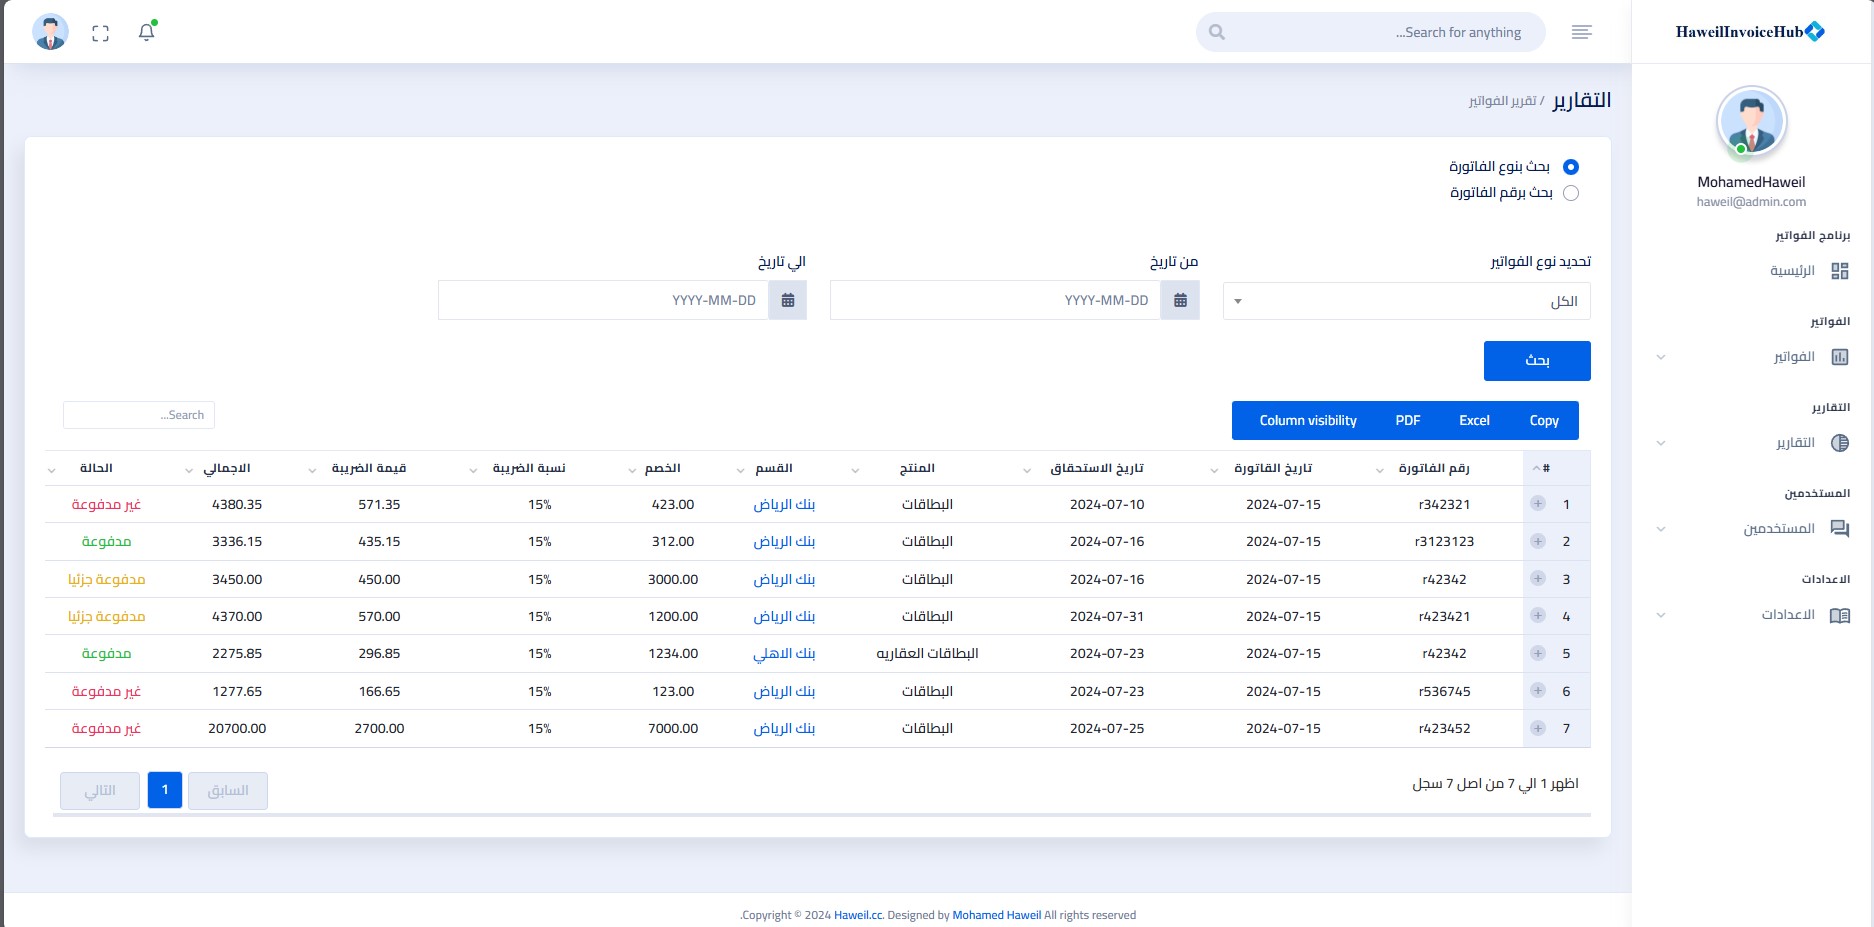 HaweilInvoiceHub
Search for anything...
MohamedHaweil
haweil@admin.com
برنامج الفواتير
الرئيسية
الفواتير
الفواتير
التقارير
التقارير
المستخدمين
المستخدمين
الاعدادات
الاعدادات
التقارير / تقرير الفواتير
بحث بنوع الفاتورة
بحث برقم الفاتورة
تحديد نوع الفواتير من تاريخ الي تاريخ
الكل YYYY-MM-DD YYYY-MM-DD
بحث
Copy Excel PDF Column visibility Search...
# رقم الفاتورة تاريخ القاتورة تاريخ الاستحقاق المنتج القسم الخصم نسبة الضريبة قيمة الضريبة الاجمالي الحالة
1 r342321 2024-07-15 2024-07-10 البطاقات بنك الرياض 423.00 15% 571.35 4380.35 غير مدفوعة
2 r3123123 2024-07-15 2024-07-16 البطاقات بنك الرياض 312.00 15% 435.15 3336.15 مدفوعة
3 r42342 2024-07-15 2024-07-16 البطاقات بنك الرياض 3000.00 15% 450.00 3450.00 مدفوعة جزئيا
4 r423421 2024-07-15 2024-07-31 البطاقات بنك الرياض 1200.00 15% 570.00 4370.00 مدفوعة جزئيا
5 r42342 2024-07-15 2024-07-23 البطاقات العقاريه بنك الاهلي 1234.00 15% 296.85 2275.85 مدفوعة
6 r536745 2024-07-15 2024-07-23 البطاقات بنك الرياض 123.00 15% 166.65 1277.65 غير مدفوعة
7 r423452 2024-07-15 2024-07-25 البطاقات بنك الرياض 7000.00 15% 2700.00 20700.00 غير مدفوعة
اظهر 1 الي 7 من اصل 7 سجل
السابق 1 التالي
.Copyright © 2024 Haweil.cc. Designed by Mohamed Haweil All rights reserved